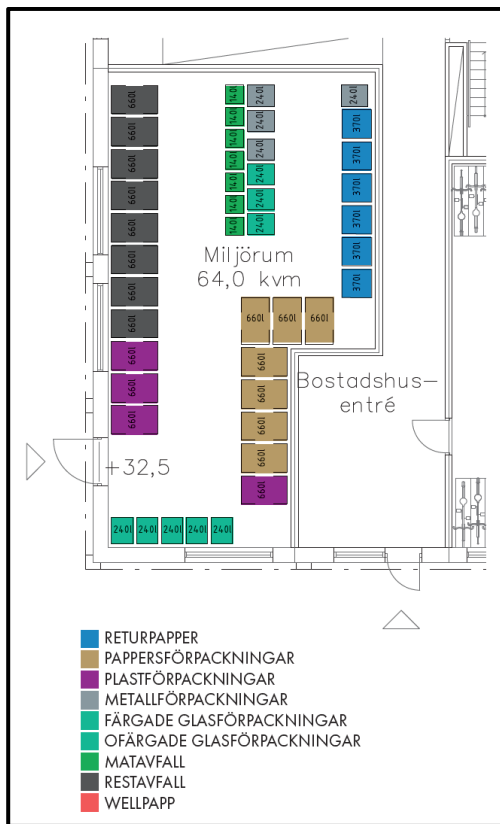 660l
660l
660l
660l
660l
660l
660l
660l
660l
660l
660l
140l
140l
140l
140l
140l
140l
140l
240l
240l
240l
240l
240l
240l
370l
370l
370l
370l
370l
370l
Miljörum
64,0 kvm
660l 660l 660l
660l
660l
660l
660l
660l
Bostadshus-
entré
+32,5
240l 240l 240l 240l 240l
RETURPAPPER
PAPPERSFÖRPACKNINGAR
PLASTFÖRPACKNINGAR
METALLFÖRPACKNINGAR
FÄRGADE GLASFÖRPACKNINGAR
OFÄRGADE GLASFÖRPACKNINGAR
MATAVFALL
RESTAVFALL
WELLPAPP